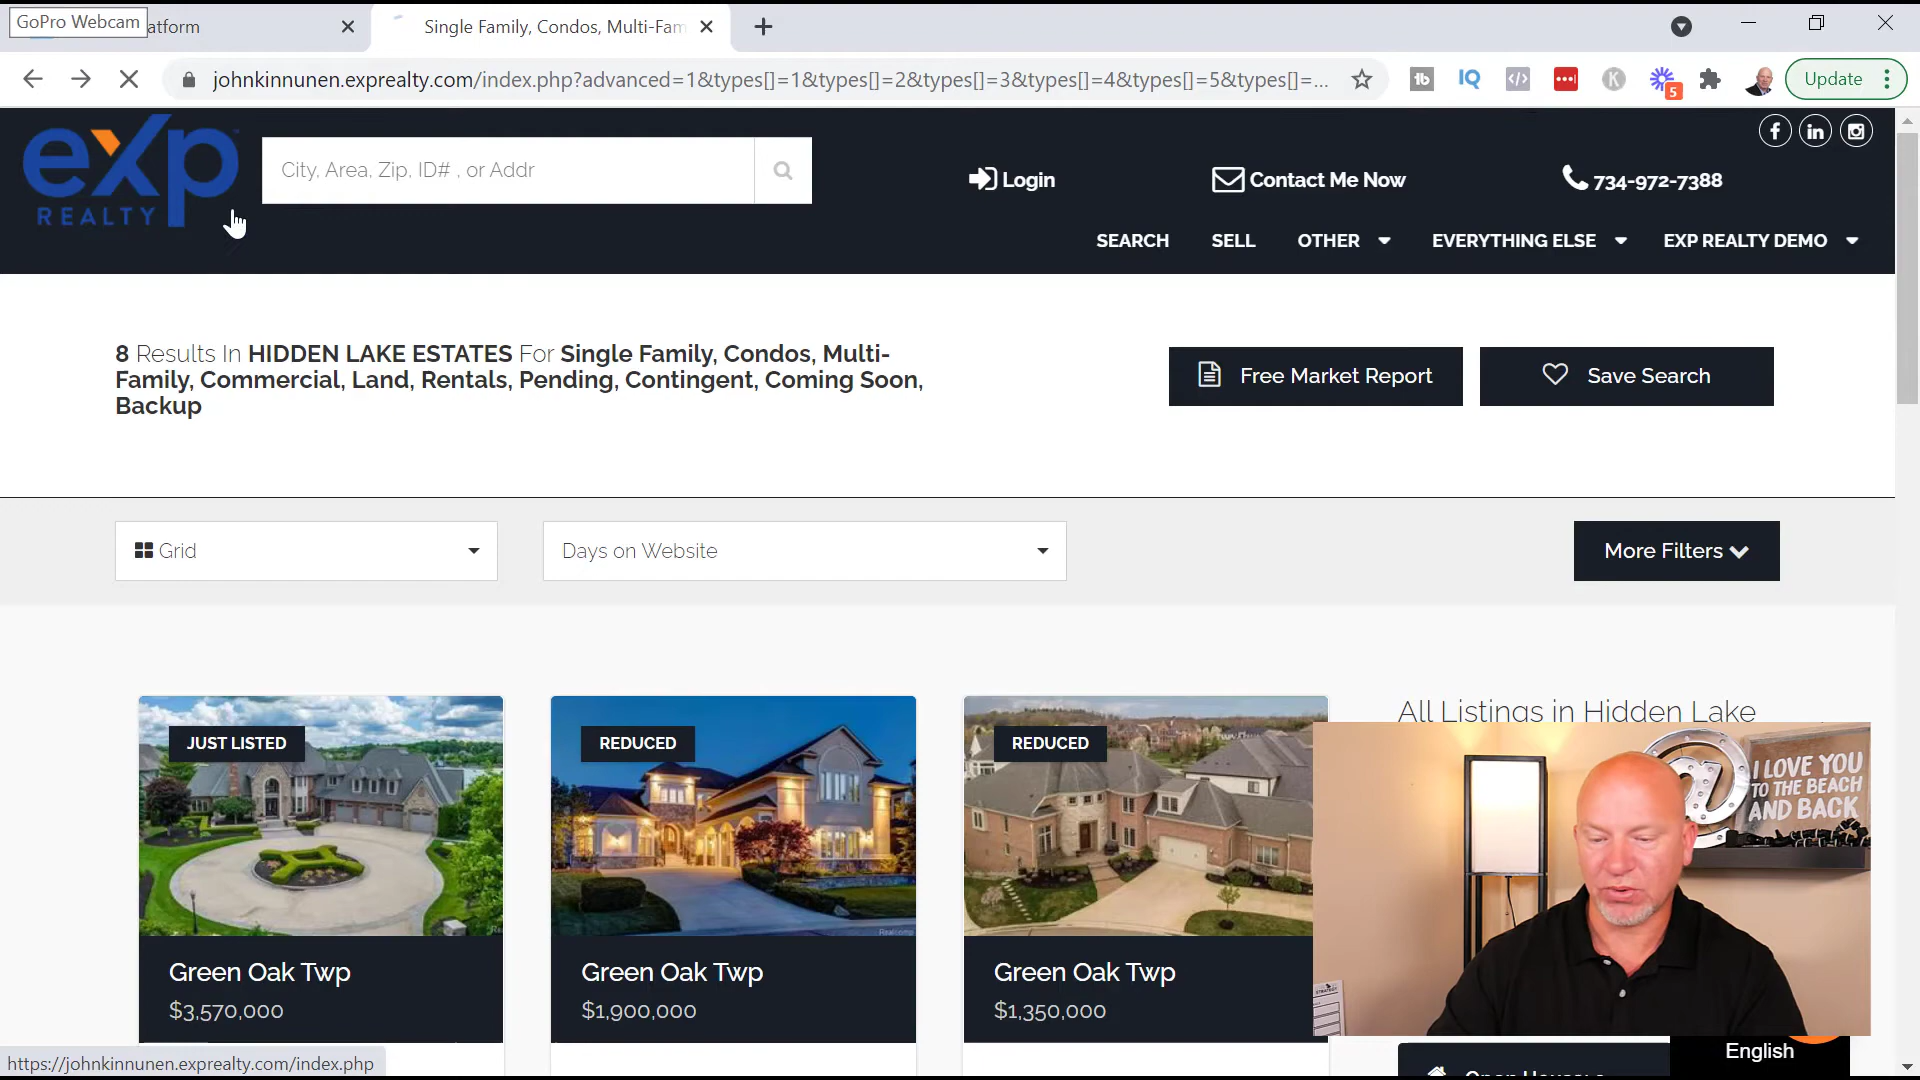 GoPro Webcam
atform
Single Family, Condos, Multi-Fam
johnkinnunen.exprealty.com/index.php?advanced=1&types[]=1&types[]=2&types[]=3&types[]=4&types[]=5&types[]=...
5
Update
exp
REALTY
City, Area, Zip, ID# , or Addr
Login
Contact Me Now
734-972-7388
SEARCH
SELL
OTHER
EVERYTHING ELSE
EXP REALTY DEMO
8 Results In HIDDEN LAKE ESTATES For Single Family, Condos, Multi-
Family, Commercial, Land, Rentals, Pending, Contingent, Coming Soon,
Backup
Free Market Report
Save Search
Grid
Days on Website
More Filters
JUST LISTED
REDUCED
REDUCED
All Listings in Hidden Lake
I LOVE YOU
TO THE BEACH
AND BACK
Green Oak Twp
$3,570,000
Green Oak Twp
$1,900,000
Green Oak Twp
$1,350,000
English
https://johnkinnunen.exprealty.com/index.php